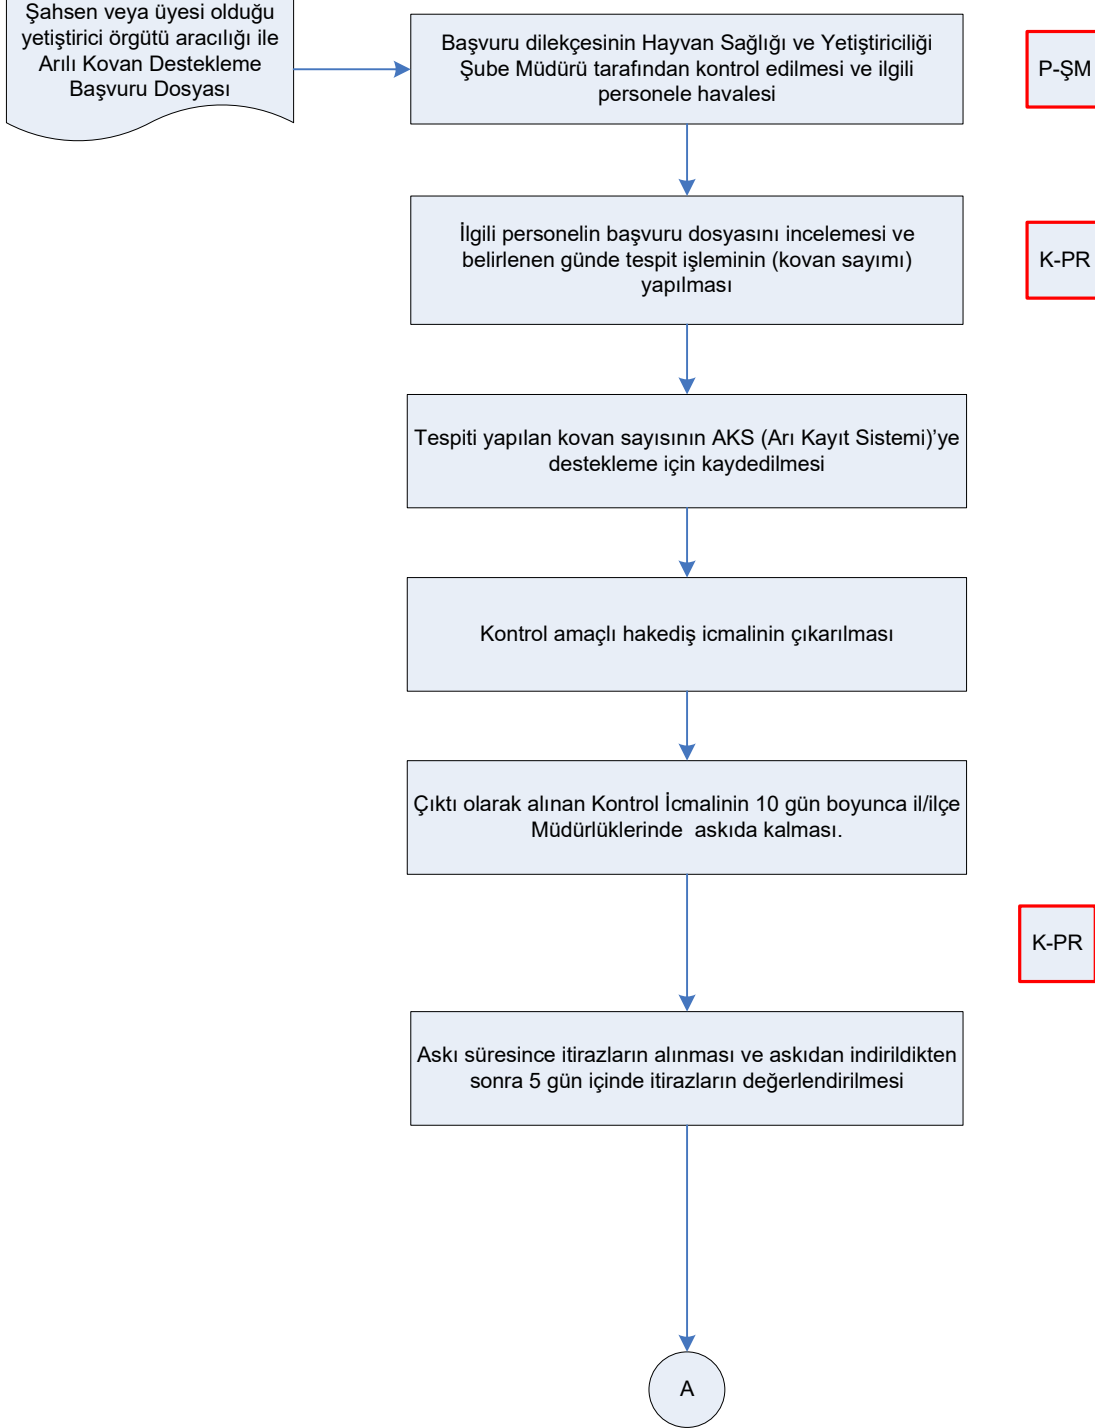 Şahsen veya üyesi olduğu
yetiştirici örgütü aracılığı ile
Arılı Kovan Destekleme
Başvuru Dosyası
Başvuru dilekçesinin Hayvan Sağlığı ve Yetiştiriciliği
Şube Müdürü tarafından kontrol edilmesi ve ilgili
personele havalesi
P-ŞM
İlgili personelin başvuru dosyasını incelemesi ve
belirlenen günde tespit işleminin (kovan sayımı)
yapılması
K-PR
Tespiti yapılan kovan sayısının AKS (Arı Kayıt Sistemi)’ye
destekleme için kaydedilmesi
Kontrol amaçlı hakediş icmalinin çıkarılması
Çıktı olarak alınan Kontrol İcmalinin 10 gün boyunca il/ilçe
Müdürlüklerinde  askıda kalması.
K-PR
Askı süresince itirazların alınması ve askıdan indirildikten
sonra 5 gün içinde itirazların değerlendirilmesi
A